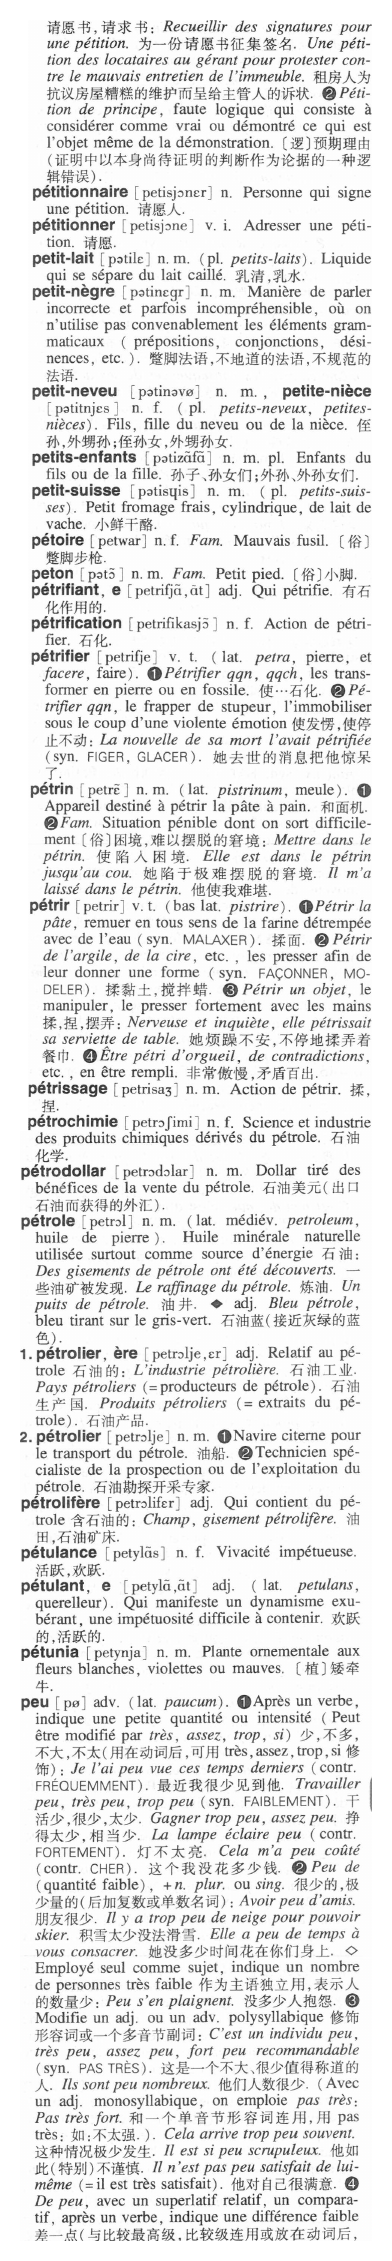 请愿书,请求书: Recueillir des signatures pour
une pétition. 为一份请愿书征集签名. Une péti-
tion des locataires au gérant pour protester con-
tre le mauvais entretien de l'immeuble. 租房人为
抗议房屋糟糕的维护而呈给主管人的诉状. ❷ Péti-
tion de principe, faute logique qui consiste à
considérer comme vrai ou démontré ce qui est
l'objet même de la démonstration. 〔逻〕预期理由
(证明中以本身尚待证明的判断作为论据的一种逻
辑错误).
pétitionnaire [petisjɔnɛr] n. Personne qui signe
une pétition. 请愿人.
pétitionner [petisjɔne] v. i. Adresser une péti-
tion. 请愿.
petit-lait [pətilɛ] n. m. (pl. petits-laits). Liquide
qui se sépare du lait caillé. 乳清,乳水.
petit-nègre [pətinɛgr] n. m. Manière de parler
incorrecte et parfois incompréhensible, où on
n'utilise pas convenablement les éléments gram-
maticaux ( prépositions, conjonctions, dési-
nences, etc. ). 蹩脚法语,不地道的法语,不规范的
法语.
petit-neveu [pətinəvø] n. m. , petite-nièce
[pətitnjɛs] n. f. ( pl. petits-neveux, petites-
nièces). Fils, fille du neveu ou de la nièce. 侄
孙,外甥孙;侄孙女,外甥孙女.
petits-enfants [pətizɑ̃fɑ̃] n. m. pl. Enfants du
fils ou de la fille. 孙子、孙女们;外孙、外孙女们.
petit-suisse [pətisɥis] n. m. ( pl. petits-suis-
ses). Petit fromage frais, cylindrique, de lait de
vache. 小鲜干酪.
pétoire [petwar] n. f. Fam. Mauvais fusil. 〔俗〕
蹩脚步枪.
peton [pətɔ̃] n. m. Fam. Petit pied. 〔俗〕小脚.
pétrifiant, e [petrifjɑ̃,ɑ̃t] adj. Qui pétrifie. 有石
化作用的.
pétrification [petrifikasjɔ̃] n. f. Action de pétri-
fier. 石化.
pétrifier [petrifje] v. t. ( lat. petra, pierre, et
facere, faire). ❶ Pétrifier qqn, qqch, les trans-
former en pierre ou en fossile. 使…石化. ❷ Pé-
trifier qqn, le frapper de stupeur, l'immobiliser
sous le coup d'une violente émotion 使发愣,使停
止不动: La nouvelle de sa mort l'avait pétrifiée
(syn. FIGER, GLACER). 她去世的消息把他惊呆
了.
pétrin [petrɛ̃] n. m. (lat. pistrinum, meule). ❶
Appareil destiné à pétrir la pâte à pain. 和面机.
❷ Fam. Situation pénible dont on sort difficile-
ment〔俗〕困境,难以摆脱的窘境: Mettre dans le
pétrin. 使陷入困境. Elle est dans le pétrin
jusqu'au cou. 她陷于极难摆脱的窘境. Il m'a
laissé dans le pétrin. 他使我难堪.
pétrir [petrir] v. t. (bas lat. pistrire). ❶ Pétrir la
pâte, remuer en tous sens de la farine détrempée
avec de l'eau (syn. MALAXER). 揉面. ❷ Pétrir
de l'argile, de la cire, etc. , les presser afin de
leur donner une forme ( syn. FAÇONNER, MO-
DELER). 揉黏土,搅拌蜡. ❸ Pétrir un objet, le
manipuler, le presser fortement avec les mains
揉,捏,摆弄: Nerveuse et inquiète, elle pétrissait
sa serviette de table. 她烦躁不安,不停地揉弄着
餐巾. ❹ Être pétri d'orgueil, de contradictions,
etc. , en être rempli. 非常傲慢,矛盾百出.
pétrissage [petrisaʒ] n. m. Action de pétrir. 揉,
捏.
pétrochimie [petrɔʃimi] n. f. Science et industrie
des produits chimiques dérivés du pétrole. 石油
化学.
pétrodollar [petrɔdɔlar] n. m. Dollar tiré des
bénéfices de la vente du pétrole. 石油美元(出口
石油而获得的外汇).
pétrole [petrɔl] n. m. ( lat. médiév. petroleum,
huile de pierre ). Huile minérale naturelle
utilisée surtout comme source d'énergie 石油:
Des gisements de pétrole ont été découverts. 一
些油矿被发现. Le raffinage du pétrole. 炼油. Un
puits de pétrole. 油井. ◆ adj. Bleu pétrole,
bleu tirant sur le gris-vert. 石油蓝(接近灰绿的蓝
色).
1. pétrolier, ère [petrɔlje,ɛr] adj. Relatif au pé-
trole 石油的: L'industrie pétrolière. 石油工业.
Pays pétroliers (= producteurs de pétrole). 石油
生产国. Produits pétroliers ( = extraits du pé-
trole). 石油产品.
2. pétrolier [petrɔlje] n. m. ❶ Navire citerne pour
le transport du pétrole. 油船. ❷ Technicien spé-
cialiste de la prospection ou de l'exploitation du
pétrole. 石油勘探开采专家.
pétrolifère [petrɔlifɛr] adj. Qui contient du pé-
trole 含石油的: Champ, gisement pétrolifère. 油
田,石油矿床.
pétulance [petylɑ̃s] n. f. Vivacité impétueuse.
活跃,欢跃.
pétulant, e [petylɑ̃,ɑ̃t] adj. ( lat. petulans,
querelleur). Qui manifeste un dynamisme exu-
bérant, une impétuosité difficile à contenir. 欢跃
的,活跃的.
pétunia [petynja] n. m. Plante ornementale aux
fleurs blanches, violettes ou mauves. 〔植〕矮牵
牛.
peu [pø] adv. (lat. paucum). ❶ Après un verbe,
indique une petite quantité ou intensité ( Peut
être modifié par très, assez, trop, si) 少,不多,
不大,不太(用在动词后,可用 très, assez, trop, si 修
饰): Je l'ai peu vue ces temps derniers (contr.
FRÉQUEMMENT). 最近我很少见到他. Travailler
peu, très peu, trop peu (syn. FAIBLEMENT). 干
活少,很少,太少. Gagner trop peu, assez peu. 挣
得太少,相当少. La lampe éclaire peu ( contr.
FORTEMENT). 灯不太亮. Cela m'a peu coûté
(contr. CHER). 这个我没花多少钱. ❷ Peu de
(quantité faible), + n. plur. ou sing. 很少的,极
少量的(后加复数或单数名词): Avoir peu d'amis.
朋友很少. Il y a trop peu de neige pour pouvoir
skier. 积雪太少没法滑雪. Elle a peu de temps à
vous consacrer. 她没多少时间花在你们身上. ◇
Employé seul comme sujet, indique un nombre
de personnes très faible 作为主语独立用,表示人
的数量少: Peu s'en plaignent. 没多少人抱怨. ❸
Modifie un adj. ou un adv. polysyllabique 修饰
形容词或一个多音节副词: C'est un individu peu,
très peu, assez peu, fort peu recommandable
(syn. PAS TRÈS). 这是一个不大、很少值得称道的
人. Ils sont peu nombreux. 他们人数很少. (Avec
un adj. monosyllabique, on emploie pas très:
Pas très fort. 和一个单音节形容词连用,用 pas
très: 如:不太强. ). Cela arrive trop peu souvent.
这种情况极少发生. Il est si peu scrupuleux. 他如
此(特别)不谨慎. Il n'est pas peu satisfait de lui-
même (= il est très satisfait). 他对自己很满意. ❹
De peu, avec un superlatif relatif, un compara-
tif, après un verbe, indique une différence faible
差一点(与比较最高级,比较级连用或放在动词后,